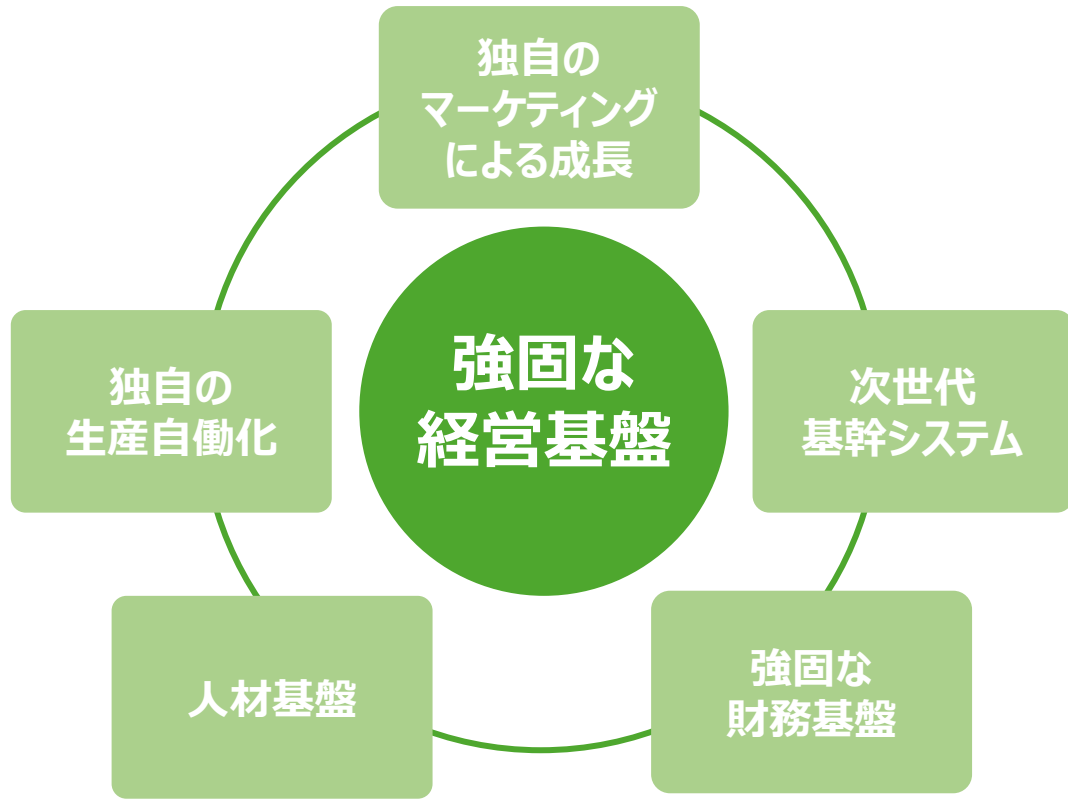 独自の
マーケティング
による成長
強固な
経営基盤
独自の
生産自働化
次世代
基幹システム
人材基盤
強固な
財務基盤